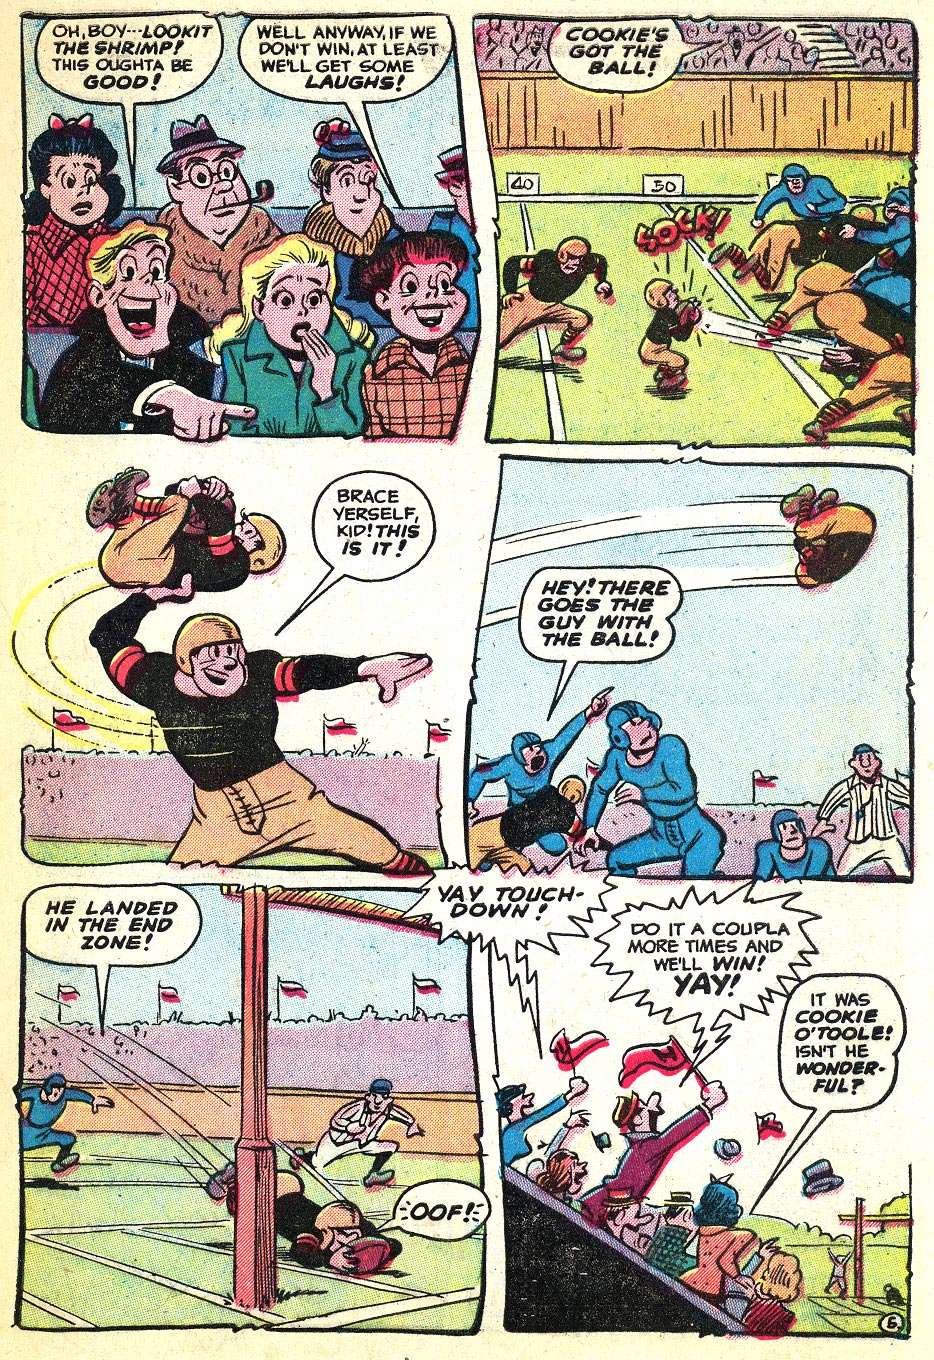 OH, BOY---LOOKIT
THE SHRIMP!
THIS OUGHTA BE
GOOD!
WELL ANYWAY, IF WE
DON'T WIN, AT LEAST
WE'LL GET SOME
LAUGHS!
COOKIE'S
GOT THE
BALL!
40
50
SOCK!
BRACE
YERSELF,
KID! THIS
IS IT!
HEY! THERE
GOES THE
GUY WITH
THE BALL!
HE LANDED
IN THE END
ZONE!
OOF!
YAY TOUCH-
DOWN!
DO IT A COUPLA
MORE TIMES AND
WE'LL WIN!
YAY!
IT WAS
COOKIE
O'TOOLE!
ISN'T HE
WONDER-
FUL?
5